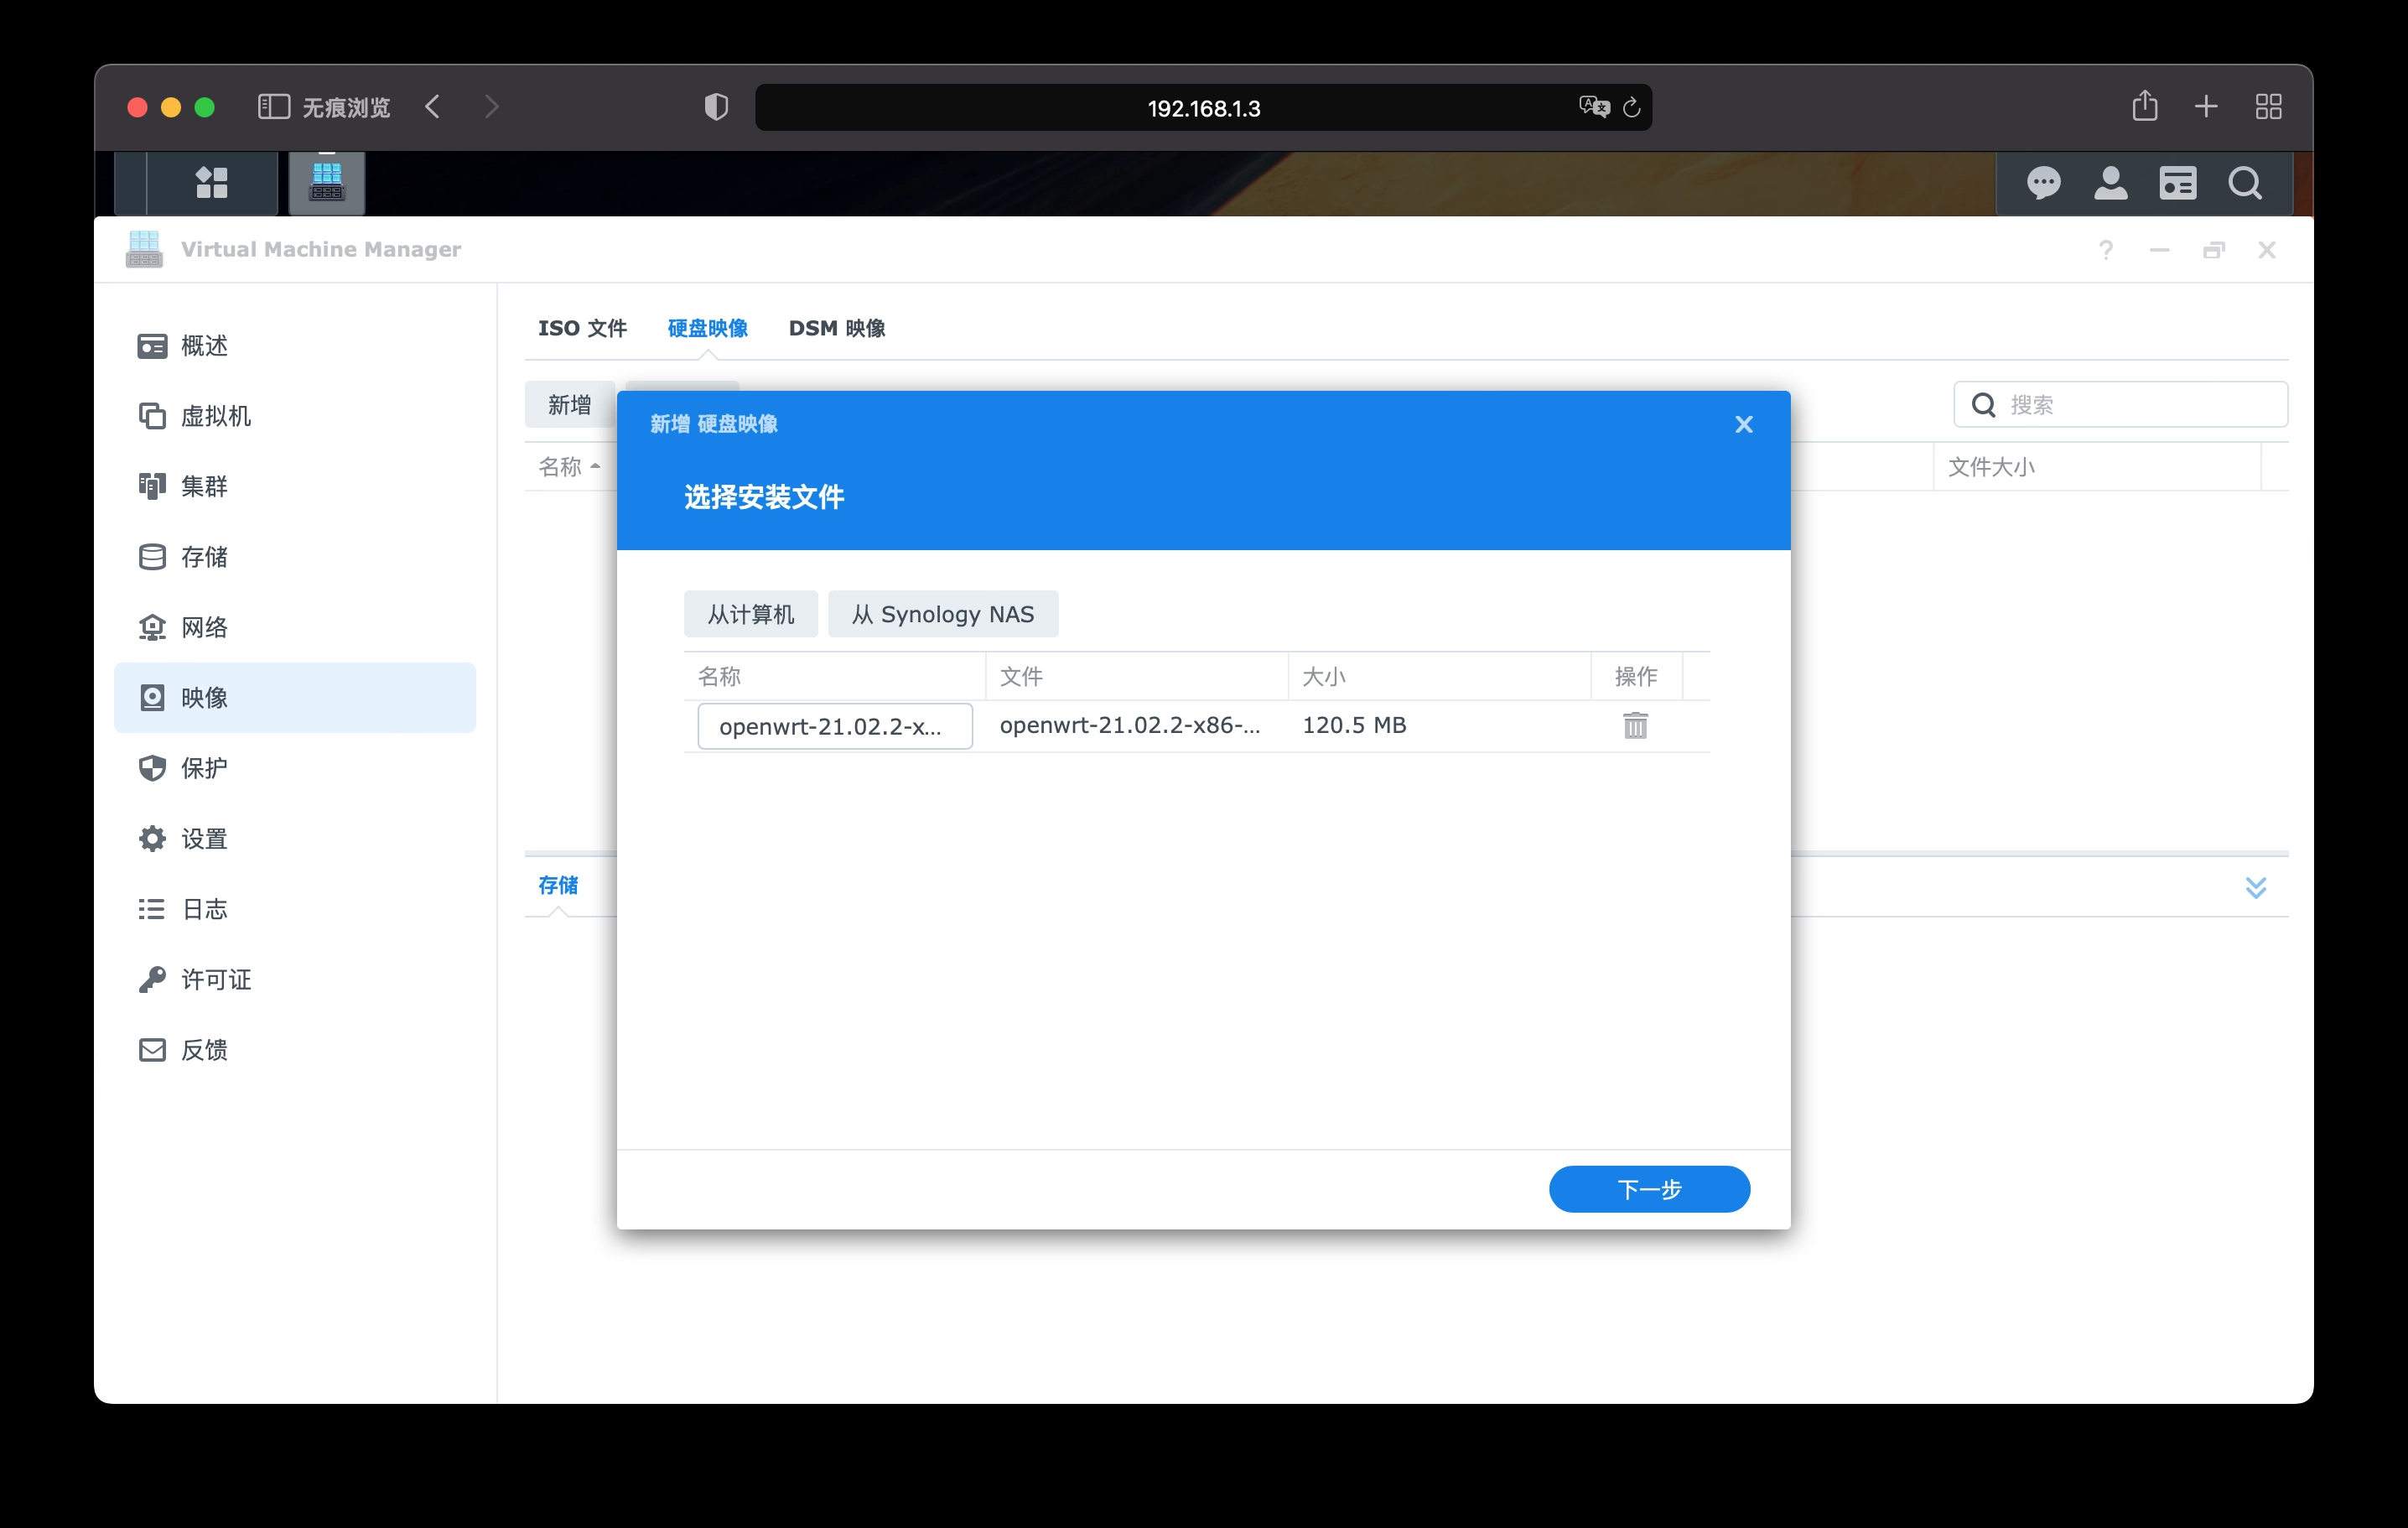 无痕浏览
192.168.1.3
Virtual Machine Manager
概述
虚拟机
集群
存储
网络
映像
保护
设置
日志
许可证
反馈
ISO 文件 硬盘映像 DSM 映像
新增
搜索
名称
文件大小
存储
新增 硬盘映像
选择安装文件
从计算机 从 Synology NAS
名称 文件 大小 操作
openwrt-21.02.2-x... openwrt-21.02.2-x86-... 120.5 MB
下一步